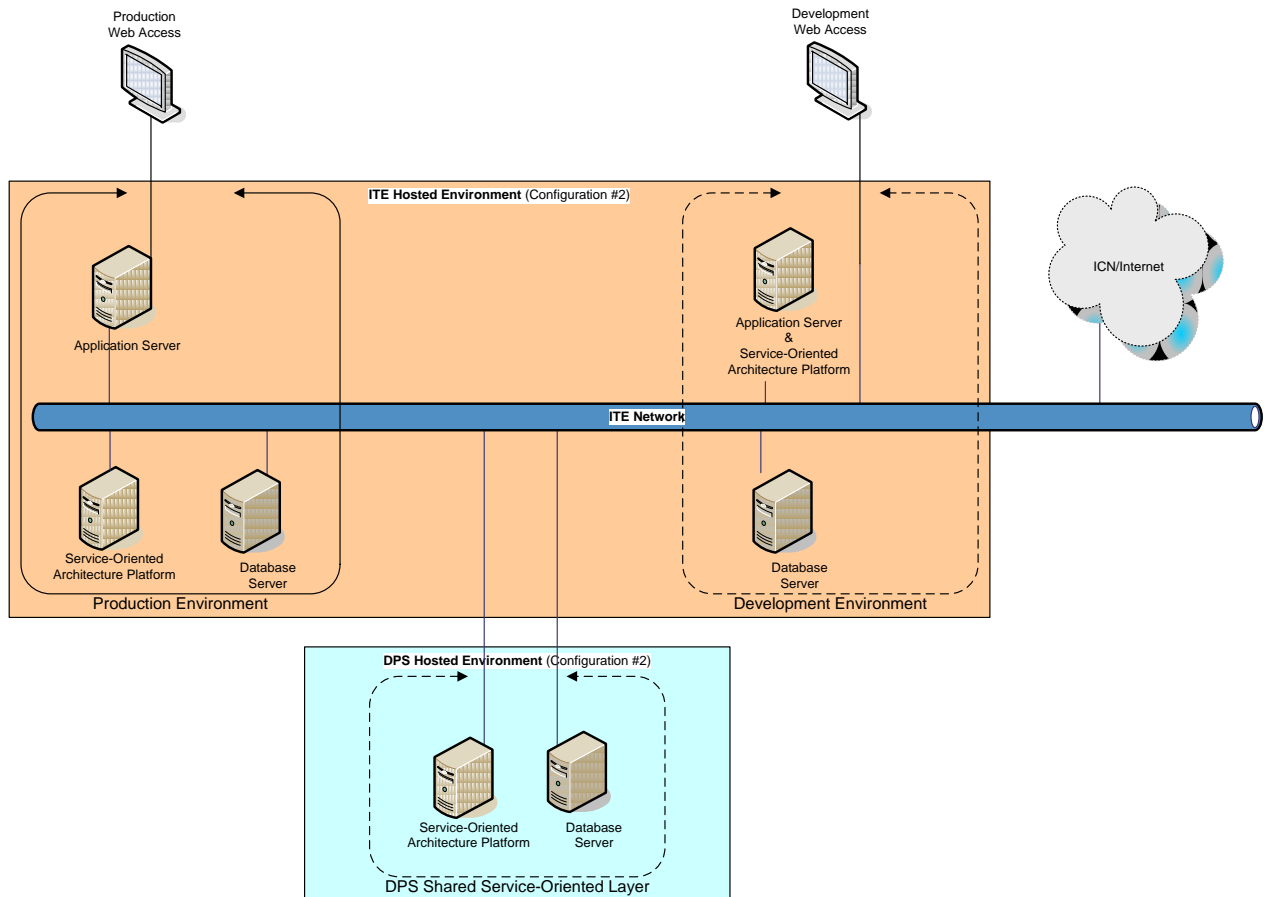 Production
Web Access
Development
Web Access
ITE Hosted Environment (Configuration #2)
ICN/Internet
Application Server
Application Server
&
Service-Oriented
Architecture Platform
ITE Network
Service-Oriented
Architecture Platform
Database
Server
Database
Server
Production Environment
Development Environment
DPS Hosted Environment (Configuration #2)
Service-Oriented
Architecture Platform
Database
Server
DPS Shared Service-Oriented Layer